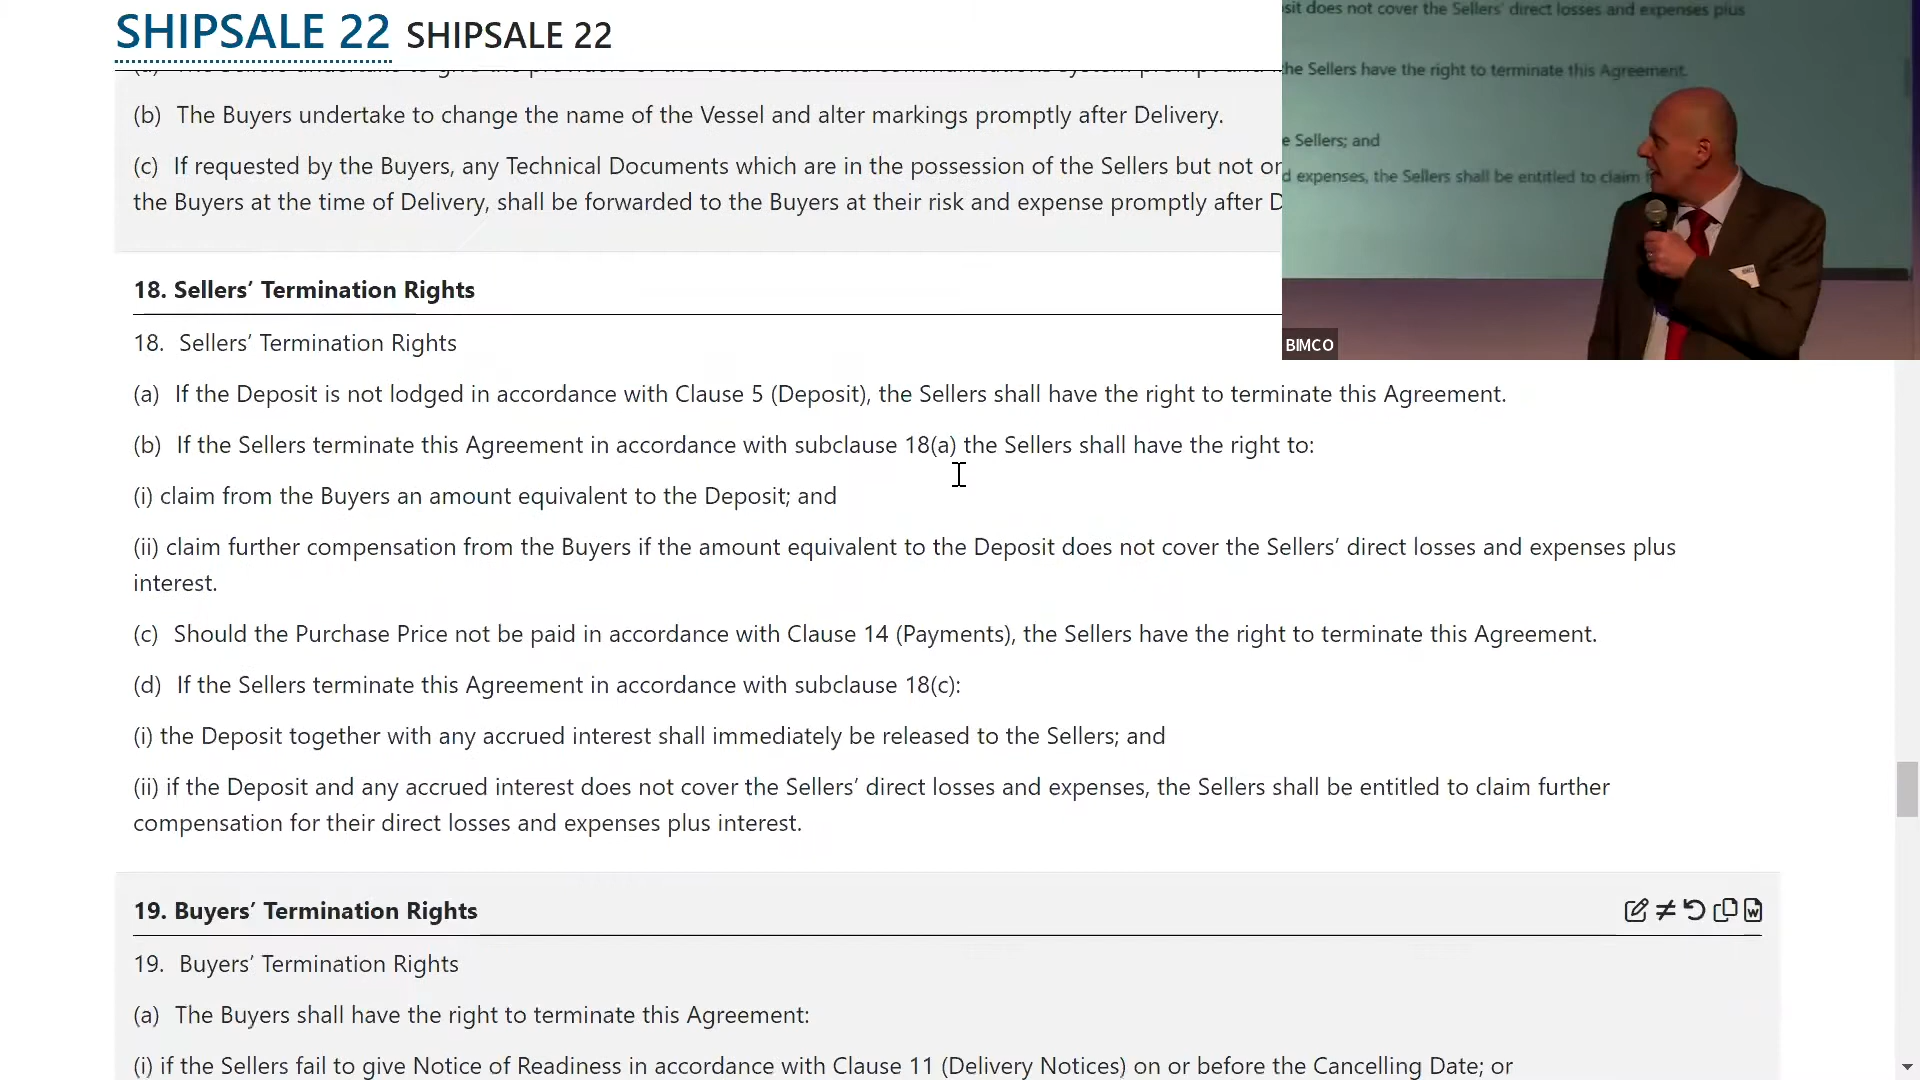 SHIPSALE 22 SHIPSALE 22
(b) The Buyers undertake to change the name of the Vessel and alter markings promptly after Delivery.
(c) If requested by the Buyers, any Technical Documents which are in the possession of the Sellers but not
the Buyers at the time of Delivery, shall be forwarded to the Buyers at their risk and expense promptly after
18. Sellers’ Termination Rights
18. Sellers’ Termination Rights
(a) If the Deposit is not lodged in accordance with Clause 5 (Deposit), the Sellers shall have the right to terminate this Agreement.
(b) If the Sellers terminate this Agreement in accordance with subclause 18(a) the Sellers shall have the right to:
(i) claim from the Buyers an amount equivalent to the Deposit; and
(ii) claim further compensation from the Buyers if the amount equivalent to the Deposit does not cover the Sellers’ direct losses and expenses plus
interest.
(c) Should the Purchase Price not be paid in accordance with Clause 14 (Payments), the Sellers have the right to terminate this Agreement.
(d) If the Sellers terminate this Agreement in accordance with subclause 18(c):
(i) the Deposit together with any accrued interest shall immediately be released to the Sellers; and
(ii) if the Deposit and any accrued interest does not cover the Sellers’ direct losses and expenses, the Sellers shall be entitled to claim further
compensation for their direct losses and expenses plus interest.
19. Buyers’ Termination Rights
19. Buyers’ Termination Rights
(a) The Buyers shall have the right to terminate this Agreement:
(i) if the Sellers fail to give Notice of Readiness in accordance with Clause 11 (Delivery Notices) on or before the Cancelling Date; or
does not cover the Sellers’ direct losses and expenses plus
the Sellers have the right to terminate this Agreement.
Sellers; and
expenses, the Sellers shall be entitled to claim
BIMCO